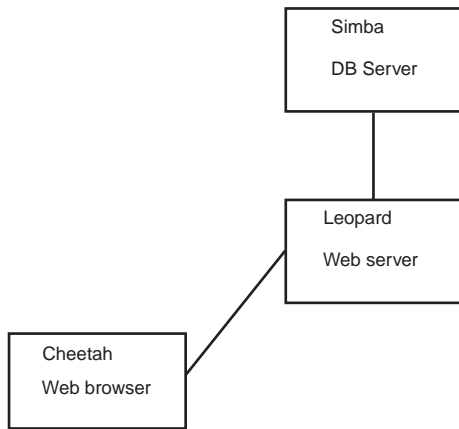 Simba
DB Server
Leopard
Web server
Cheetah
Web browser